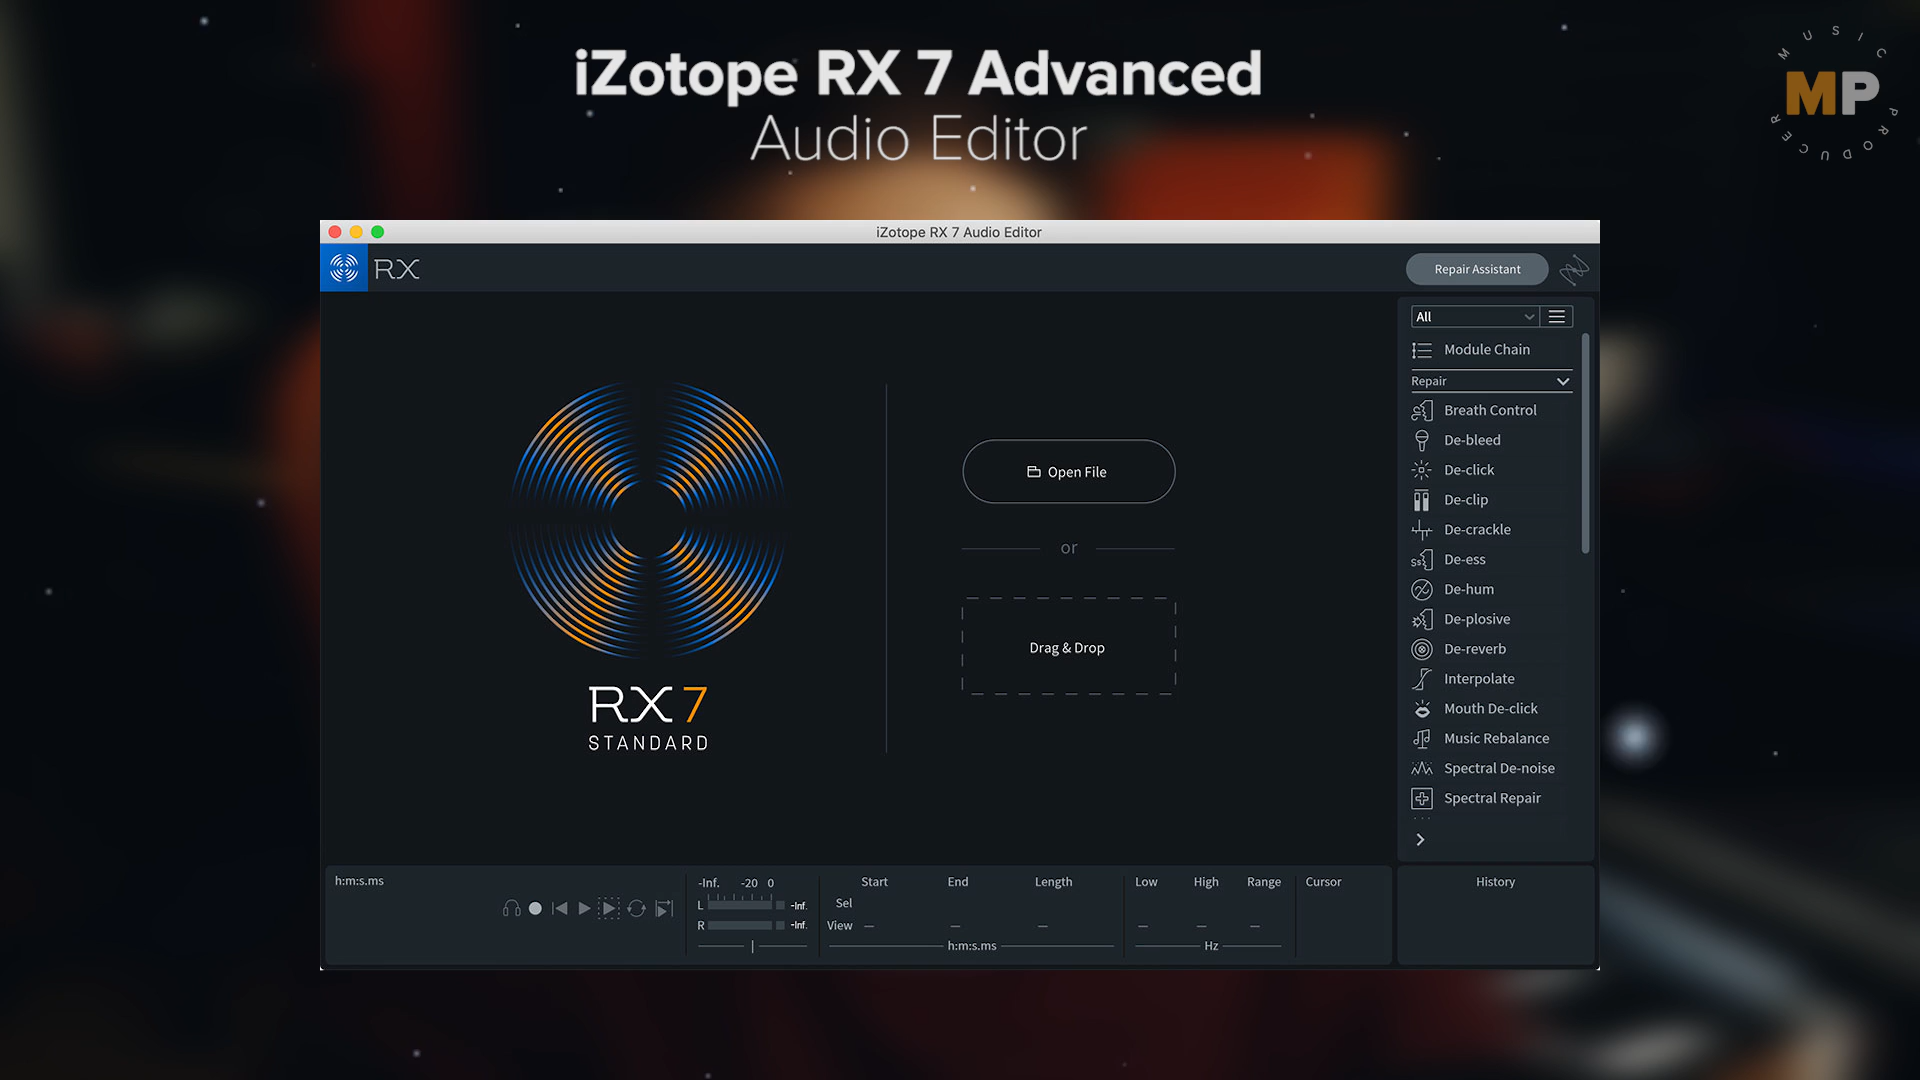 iZotope RX 7 Advanced
Audio Editor
MUSIC
MP
PRODUCER
iZotope RX 7 Audio Editor
RX
Repair Assistant
All
Module Chain
Repair
Breath Control
De-bleed
De-click
De-clip
De-crackle
De-ess
De-hum
De-plosive
De-reverb
Interpolate
Mouth De-click
Music Rebalance
Spectral De-noise
Spectral Repair
Open File
or
Drag & Drop
RX 7
STANDARD
h:m:s.ms
-Inf. -20 0
L -Inf.
R -Inf.
Start End Length
Sel
View
h:m:s.ms
Low High Range
Hz
Cursor
History